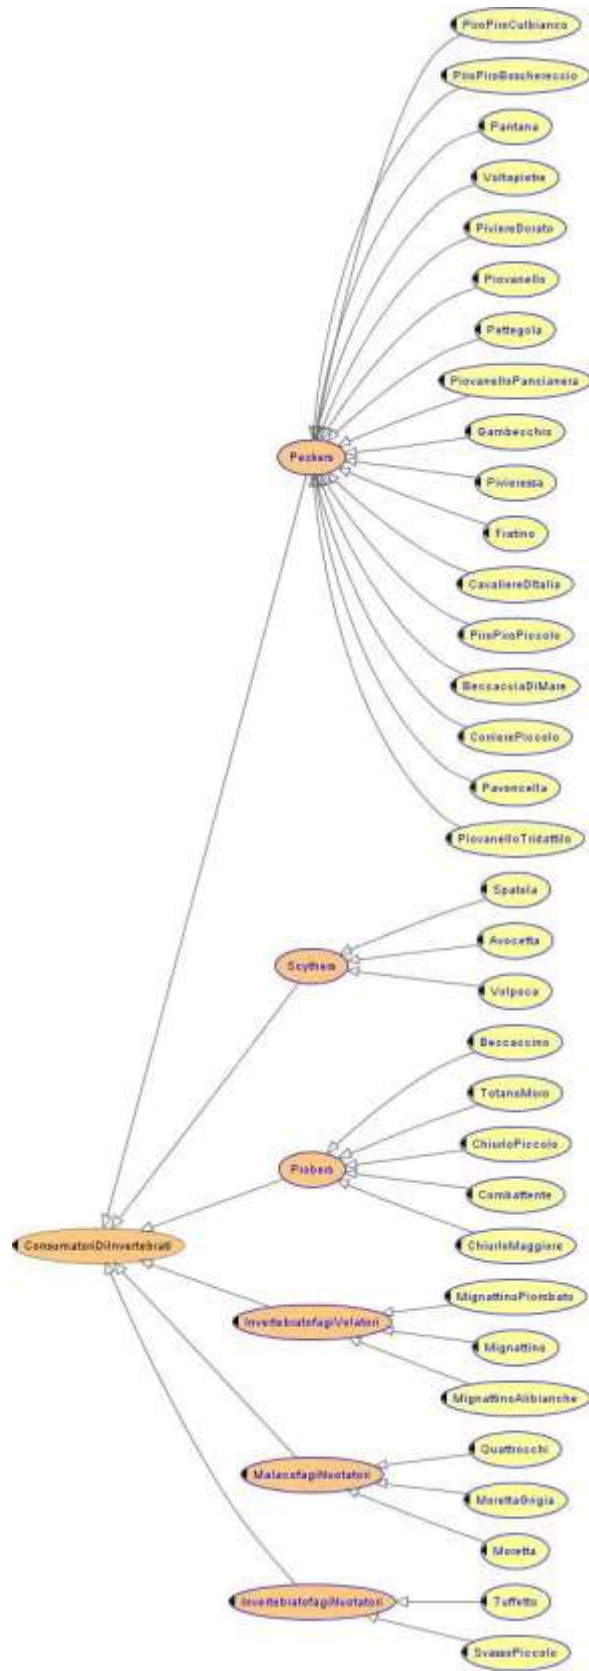 PiroPiroCulbianco
PiroPiroBoschereccio
Pantana
Voltapietre
PiviereDorato
Piovanello
Pettegola
PiovanelloPancianera
Peckers
Gambecchio
Pivieressa
Fratino
CavaliereDItalia
PiroPiroPiccolo
BeccacciaDiMare
CorrierePiccolo
Pavoncella
PiovanelloTridattilo
Spatola
Avocetta
Scythers
Volpoca
Beccaccino
TotanoMoro
ChiurloPiccolo
Probers
Combattente
ConsumatoriDiInvertebrati
ChiurloMaggiore
MignattinoPiombato
InvertebratofagiVolatori
Mignattino
MignattinoAlibianche
Quattrocchi
MalacofagiNuotatori
MorettaGrigia
Moretta
InvertebratofagiNuotatori
Tuffetto
SvassoPiccolo